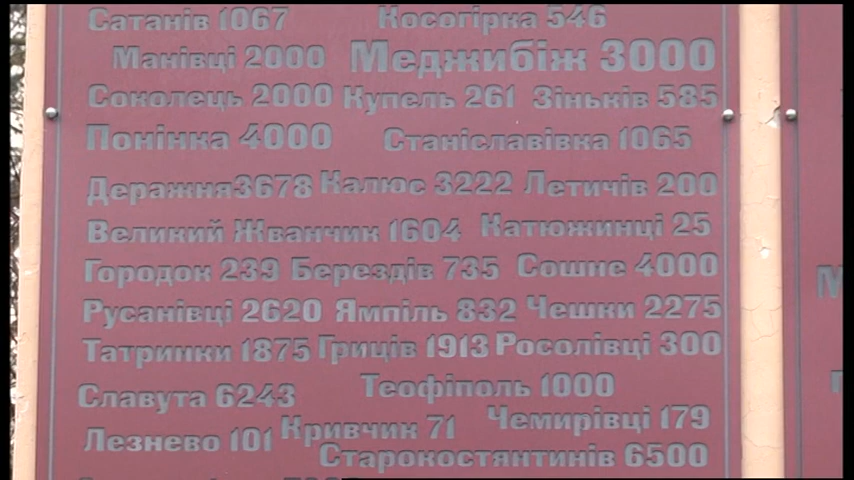 Сатанів 1067 Косогірка 546
Манівці 2000 Меджибіж 3000
Соколець 2000 Купель 261 Зіньків 585
Понінка 4000 Станіславівка 1065
Деражня3678 Калюс 3222 Летичів 200
Великий Жванчик 1604 Катюжинці 25
Городок 239 Берездів 735 Сошне 4000
Русанівці 2620 Ямпіль 832 Чешки 2275
Татринки 1875 Гриців 1913 Росолівці 300
Славута 6243 Теофіполь 1000
Лезнево 101 Кривчик 71 Чемирівці 179
Старокостянтинів 6500